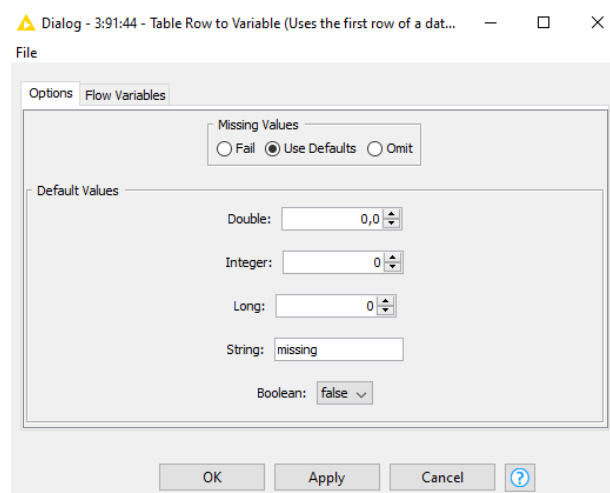 Dialog - 3:91:44 - Table Row to Variable (Uses the first row of a dat...
File
Options Flow Variables
Missing Values
Fail Use Defaults Omit
Default Values
Double: 0,0
Integer: 0
Long: 0
String: missing
Boolean: false
OK Apply Cancel ?